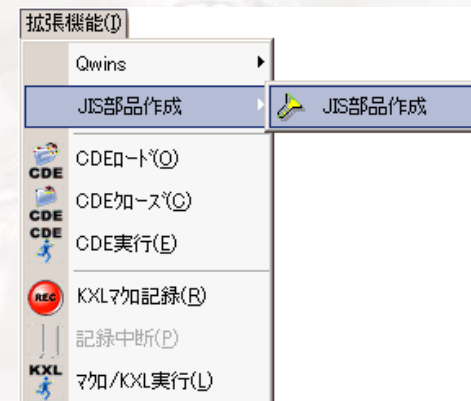 拡張機能(I)
Qwins
JIS部品作成
JIS部品作成
CDE
CDEﾛｰﾄﾞ(O)
CDE
CDEｸﾛｰｽﾞ(C)
CDE
CDE実行(E)
REC
KXLﾏｸﾛ記録(R)
記録中断(P)
KXL
ﾏｸﾛ/KXL実行(L)